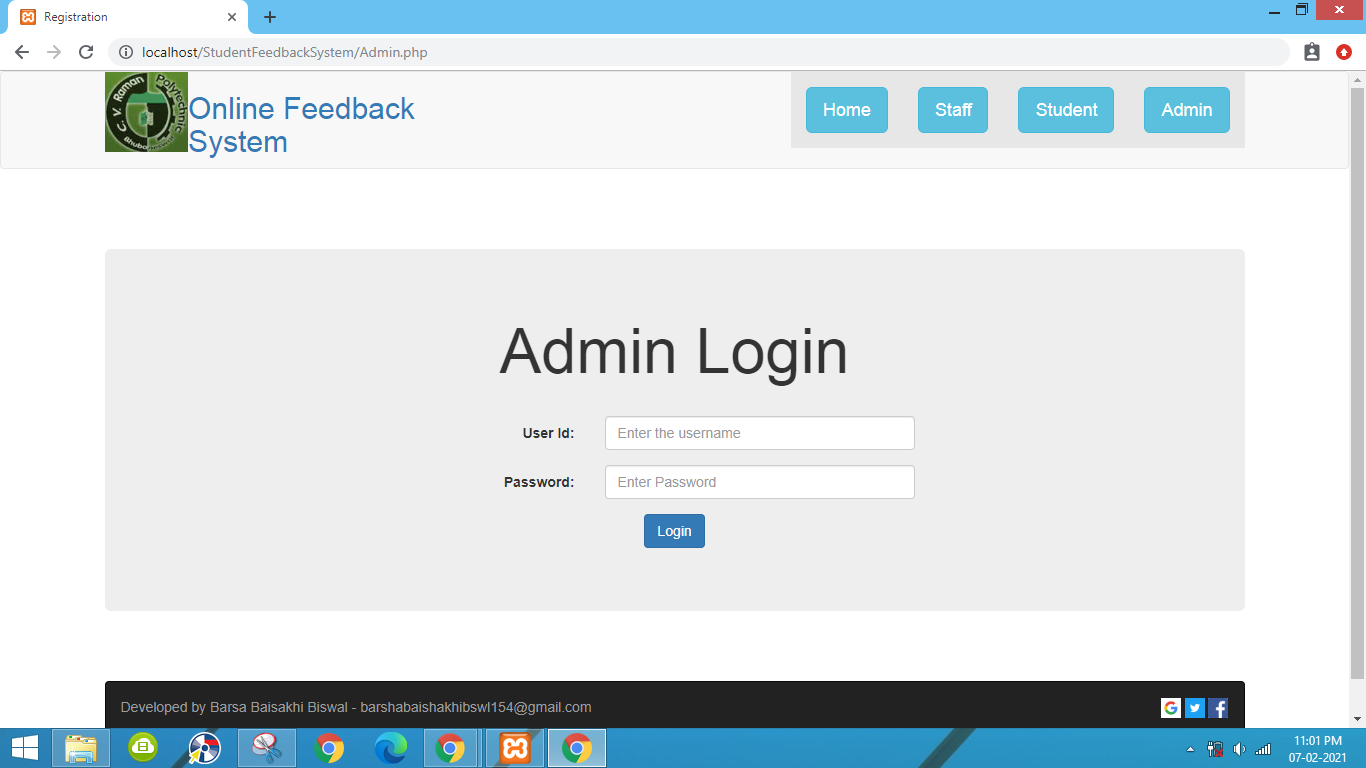 Registration
localhost/StudentFeedbackSystem/Admin.php
C. V. Raman Polytechnic
Online Feedback
System
Home Staff Student Admin
Admin Login
User Id: Enter the username
Password: Enter Password
Login
Developed by Barsa Baisakhi Biswal - barshabaishakhibswl154@gmail.com
11:01 PM
07-02-2021